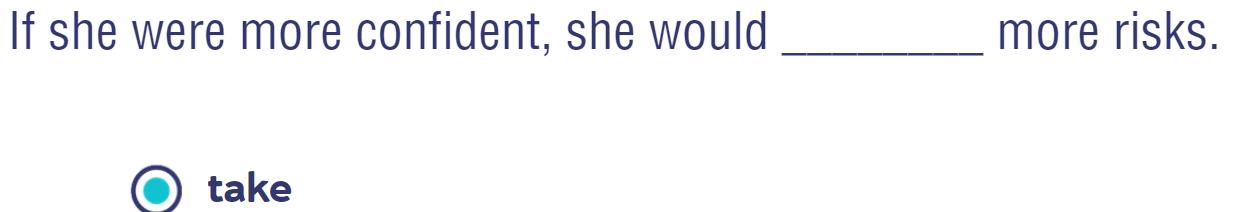 If she were more confident, she would ________ more risks.
take